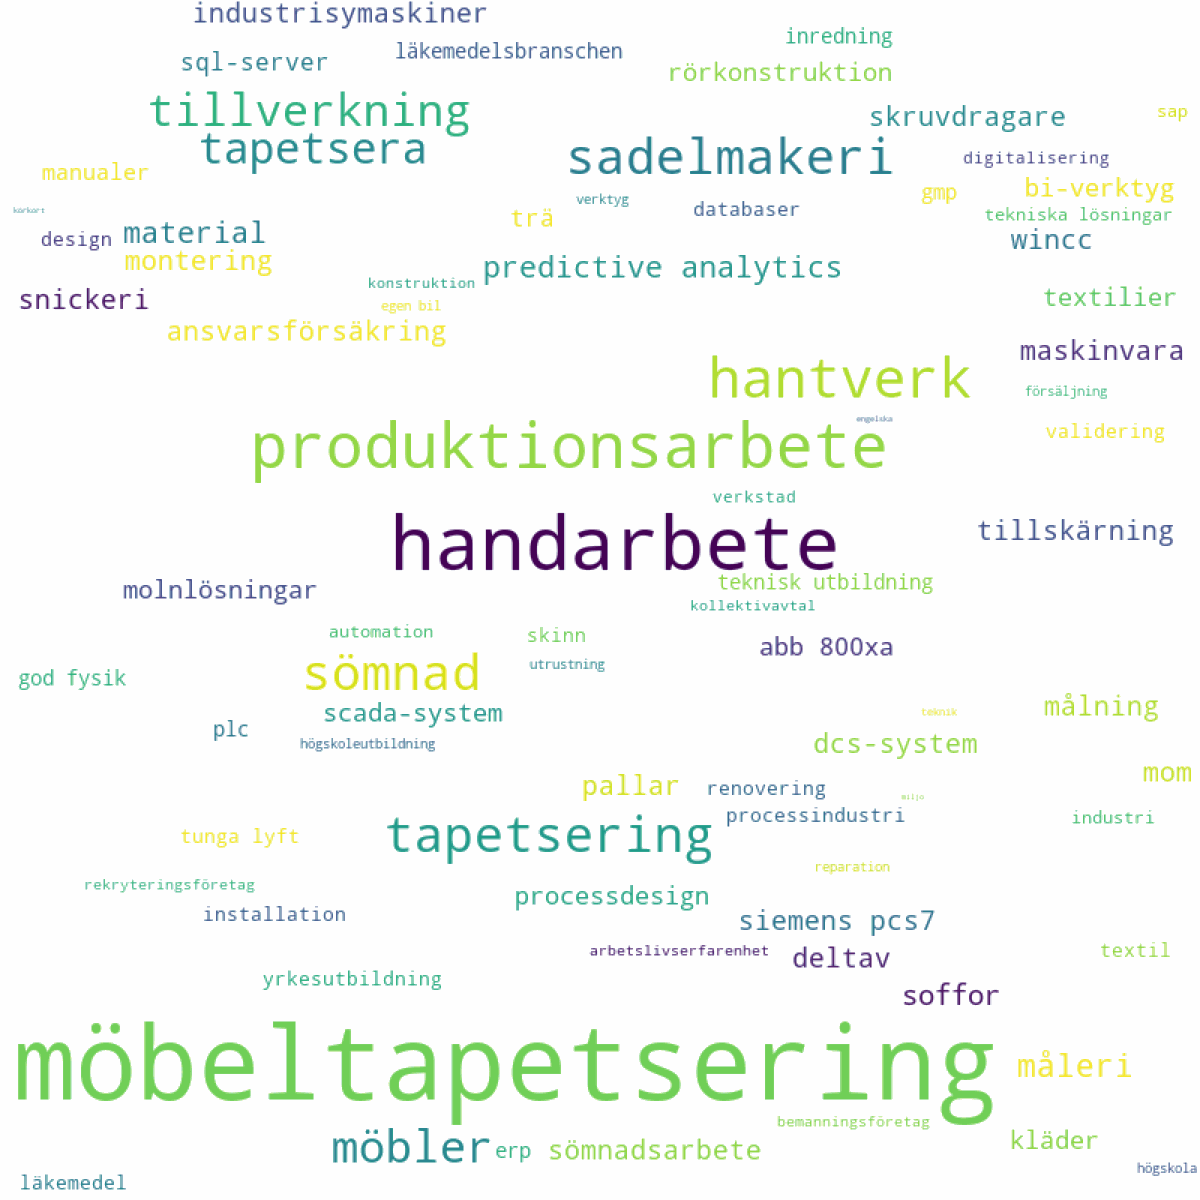 industrisymaskiner
inredning
läkemedelsbranschen
sql-server
rörkonstruktion
tillverkning
skruvdragare
sap
tapetsera
sadelmakeri
digitalisering
manualer
gmp
bi-verktyg
verktyg
databaser
körkort
trä
tekniska lösningar
design
material
wincc
montering
predictive analytics
konstruktion
snickeri
egen bil
textilier
ansvarsförsäkring
maskinvara
hantverk
försäljning
engelska
produktionsarbete
validering
verkstad
handarbete
tillskärning
molnlösningar
teknisk utbildning
kollektivavtal
automation
skinn
abb 800xa
sömnad
utrustning
god fysik
scada-system
målning
teknik
plc
högskoleutbildning
dcs-system
mom
pallar
renovering
miljö
processindustri
industri
tunga lyft
tapetsering
reparation
rekryteringsföretag
processdesign
installation
siemens pcs7
arbetslivserfarenhet
deltav
textil
yrkesutbildning
soffor
möbeltapetsering
måleri
bemanningsföretag
möbler
erp
sömnadsarbete
kläder
högskola
läkemedel